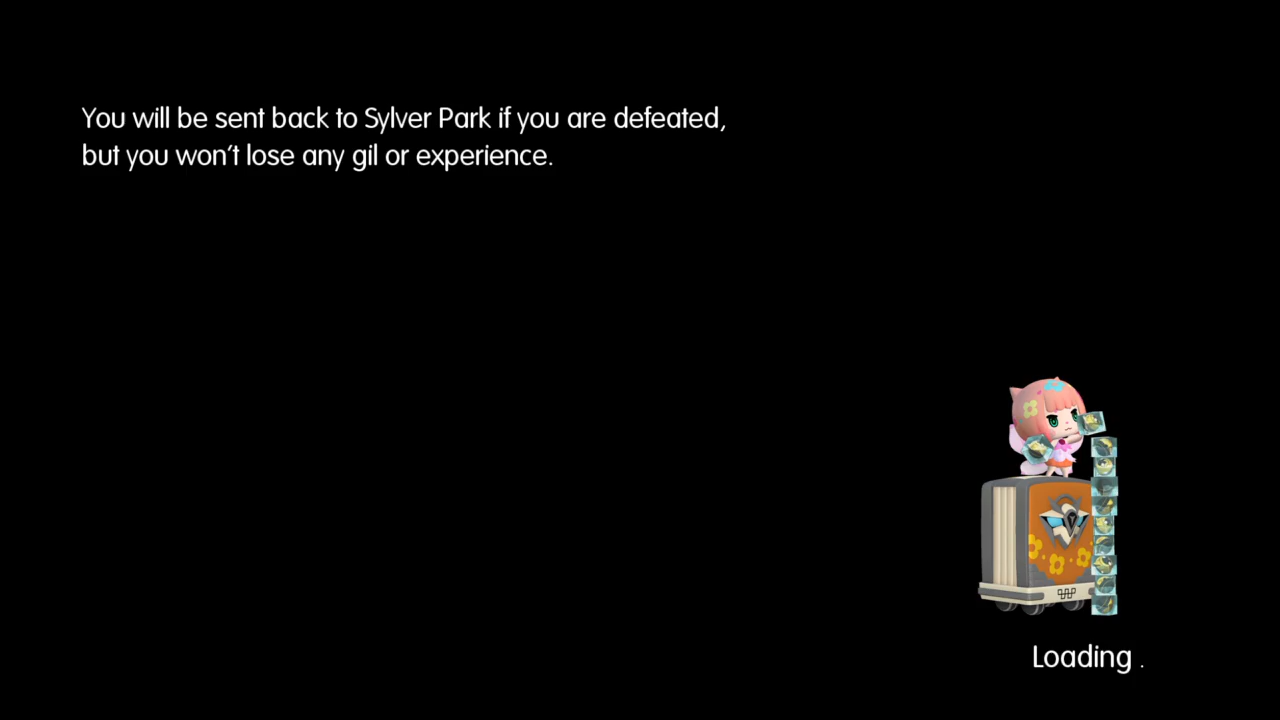 You will be sent back to Sylver Park if you are defeated,
but you won't lose any gil or experience.
Loading .